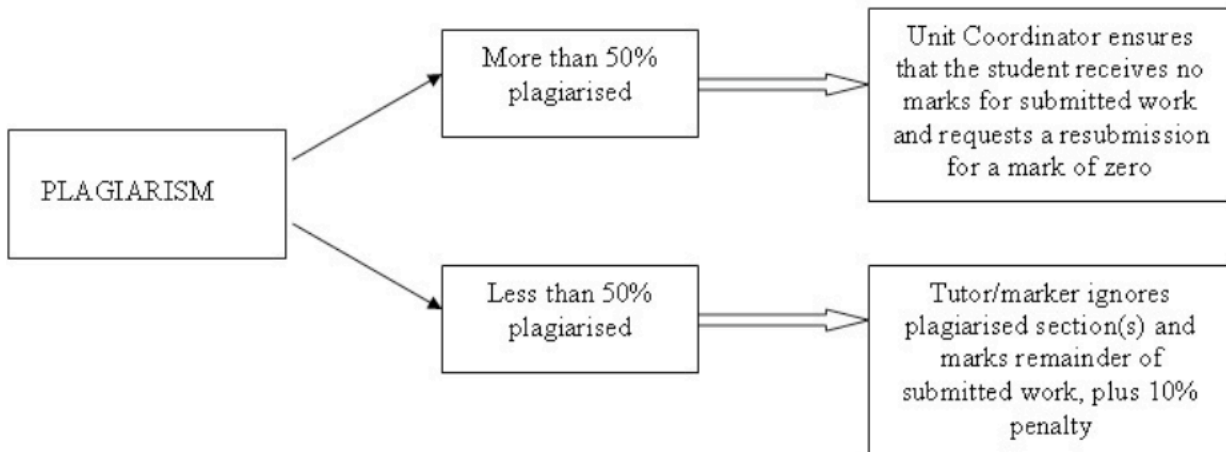 PLAGIARISM
More than 50%
plagiarised
Unit Coordinator ensures
that the student receives no
marks for submitted work
and requests a resubmission
for a mark of zero
Less than 50%
plagiarised
Tutor/marker ignores
plagiarised section(s) and
marks remainder of
submitted work, plus 10%
penalty